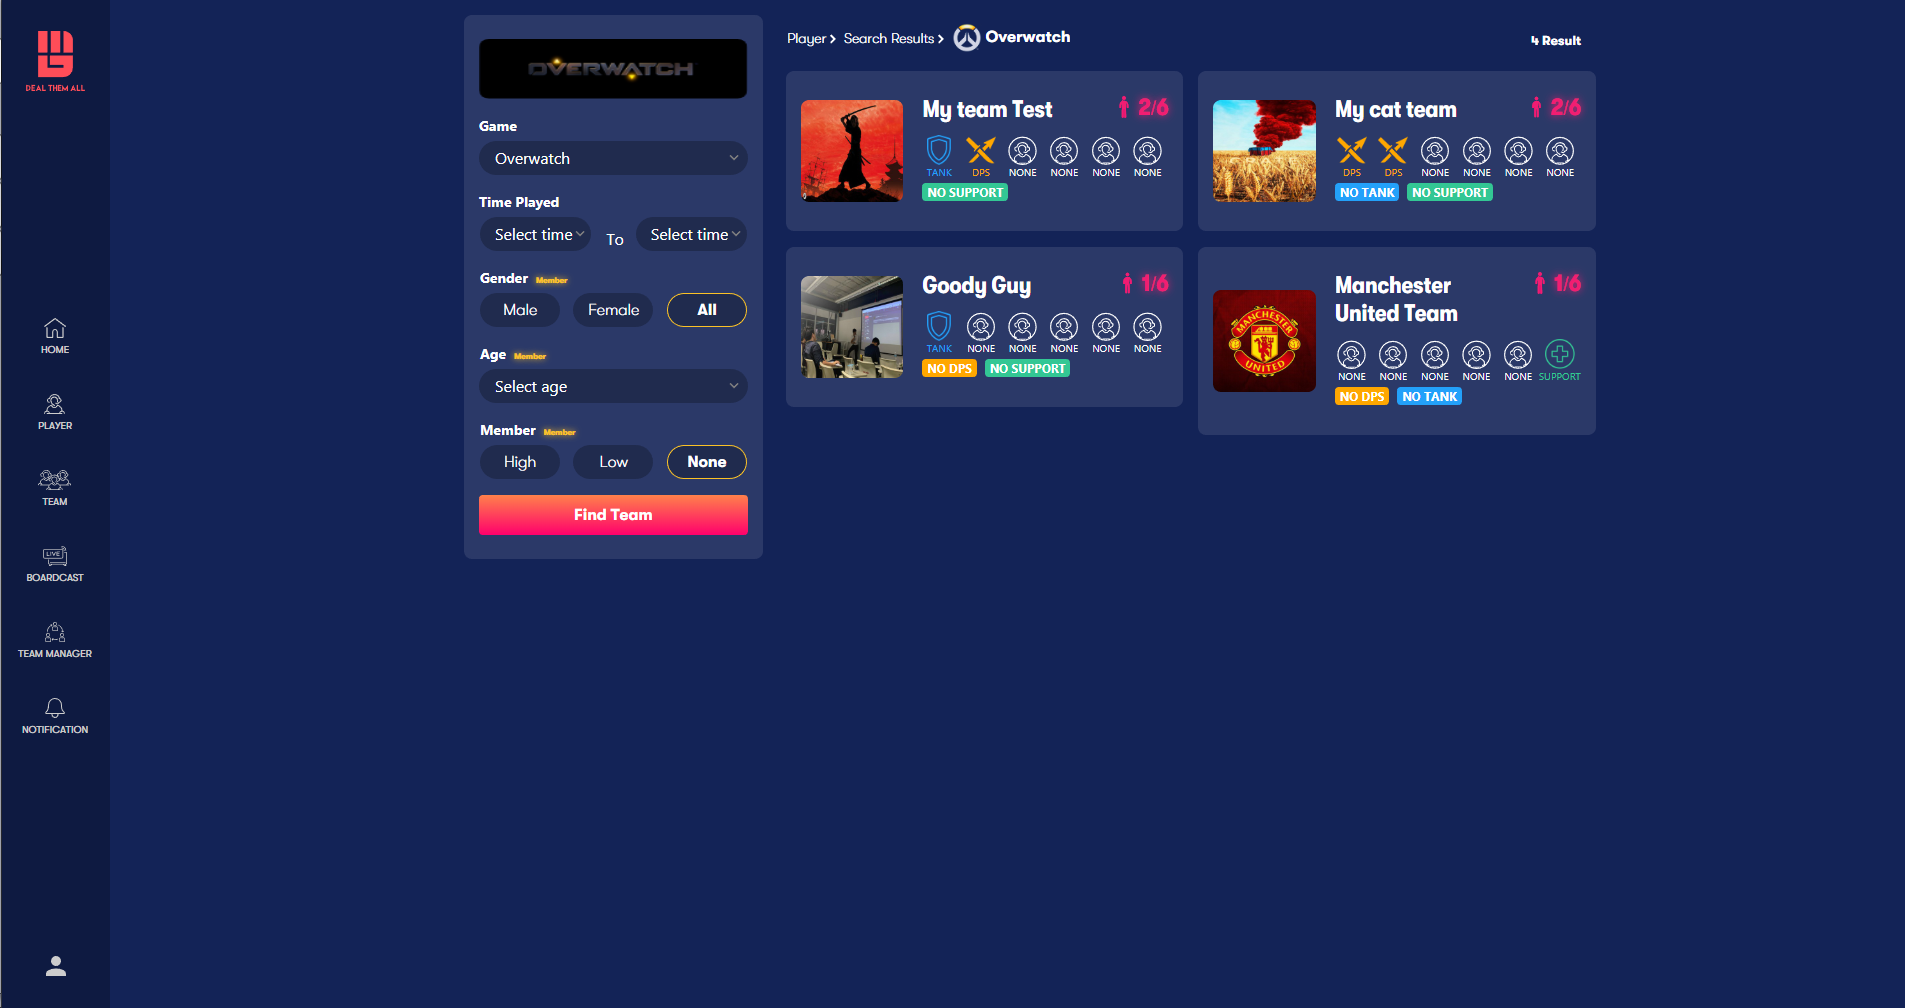 DEAL THEM ALL
HOME
PLAYER
TEAM
LIVE
BOARDCAST
TEAM MANAGER
NOTIFICATION
OVERWATCH
Game
Overwatch
Time Played
Select time To Select time
Gender Member
Male Female All
Age Member
Select age
Member Member
High Low None
Find Team
Player Search Results Overwatch
4 Result
My team Test 2/6
TANK DPS NONE NONE NONE NONE
NO SUPPORT
My cat team 2/6
DPS DPS NONE NONE NONE NONE
NO TANK NO SUPPORT
Goody Guy 1/6
TANK NONE NONE NONE NONE NONE
NO DPS NO SUPPORT
Manchester 1/6
United Team
MANCHESTER
UNITED
NONE NONE NONE NONE NONE SUPPORT
NO DPS NO TANK